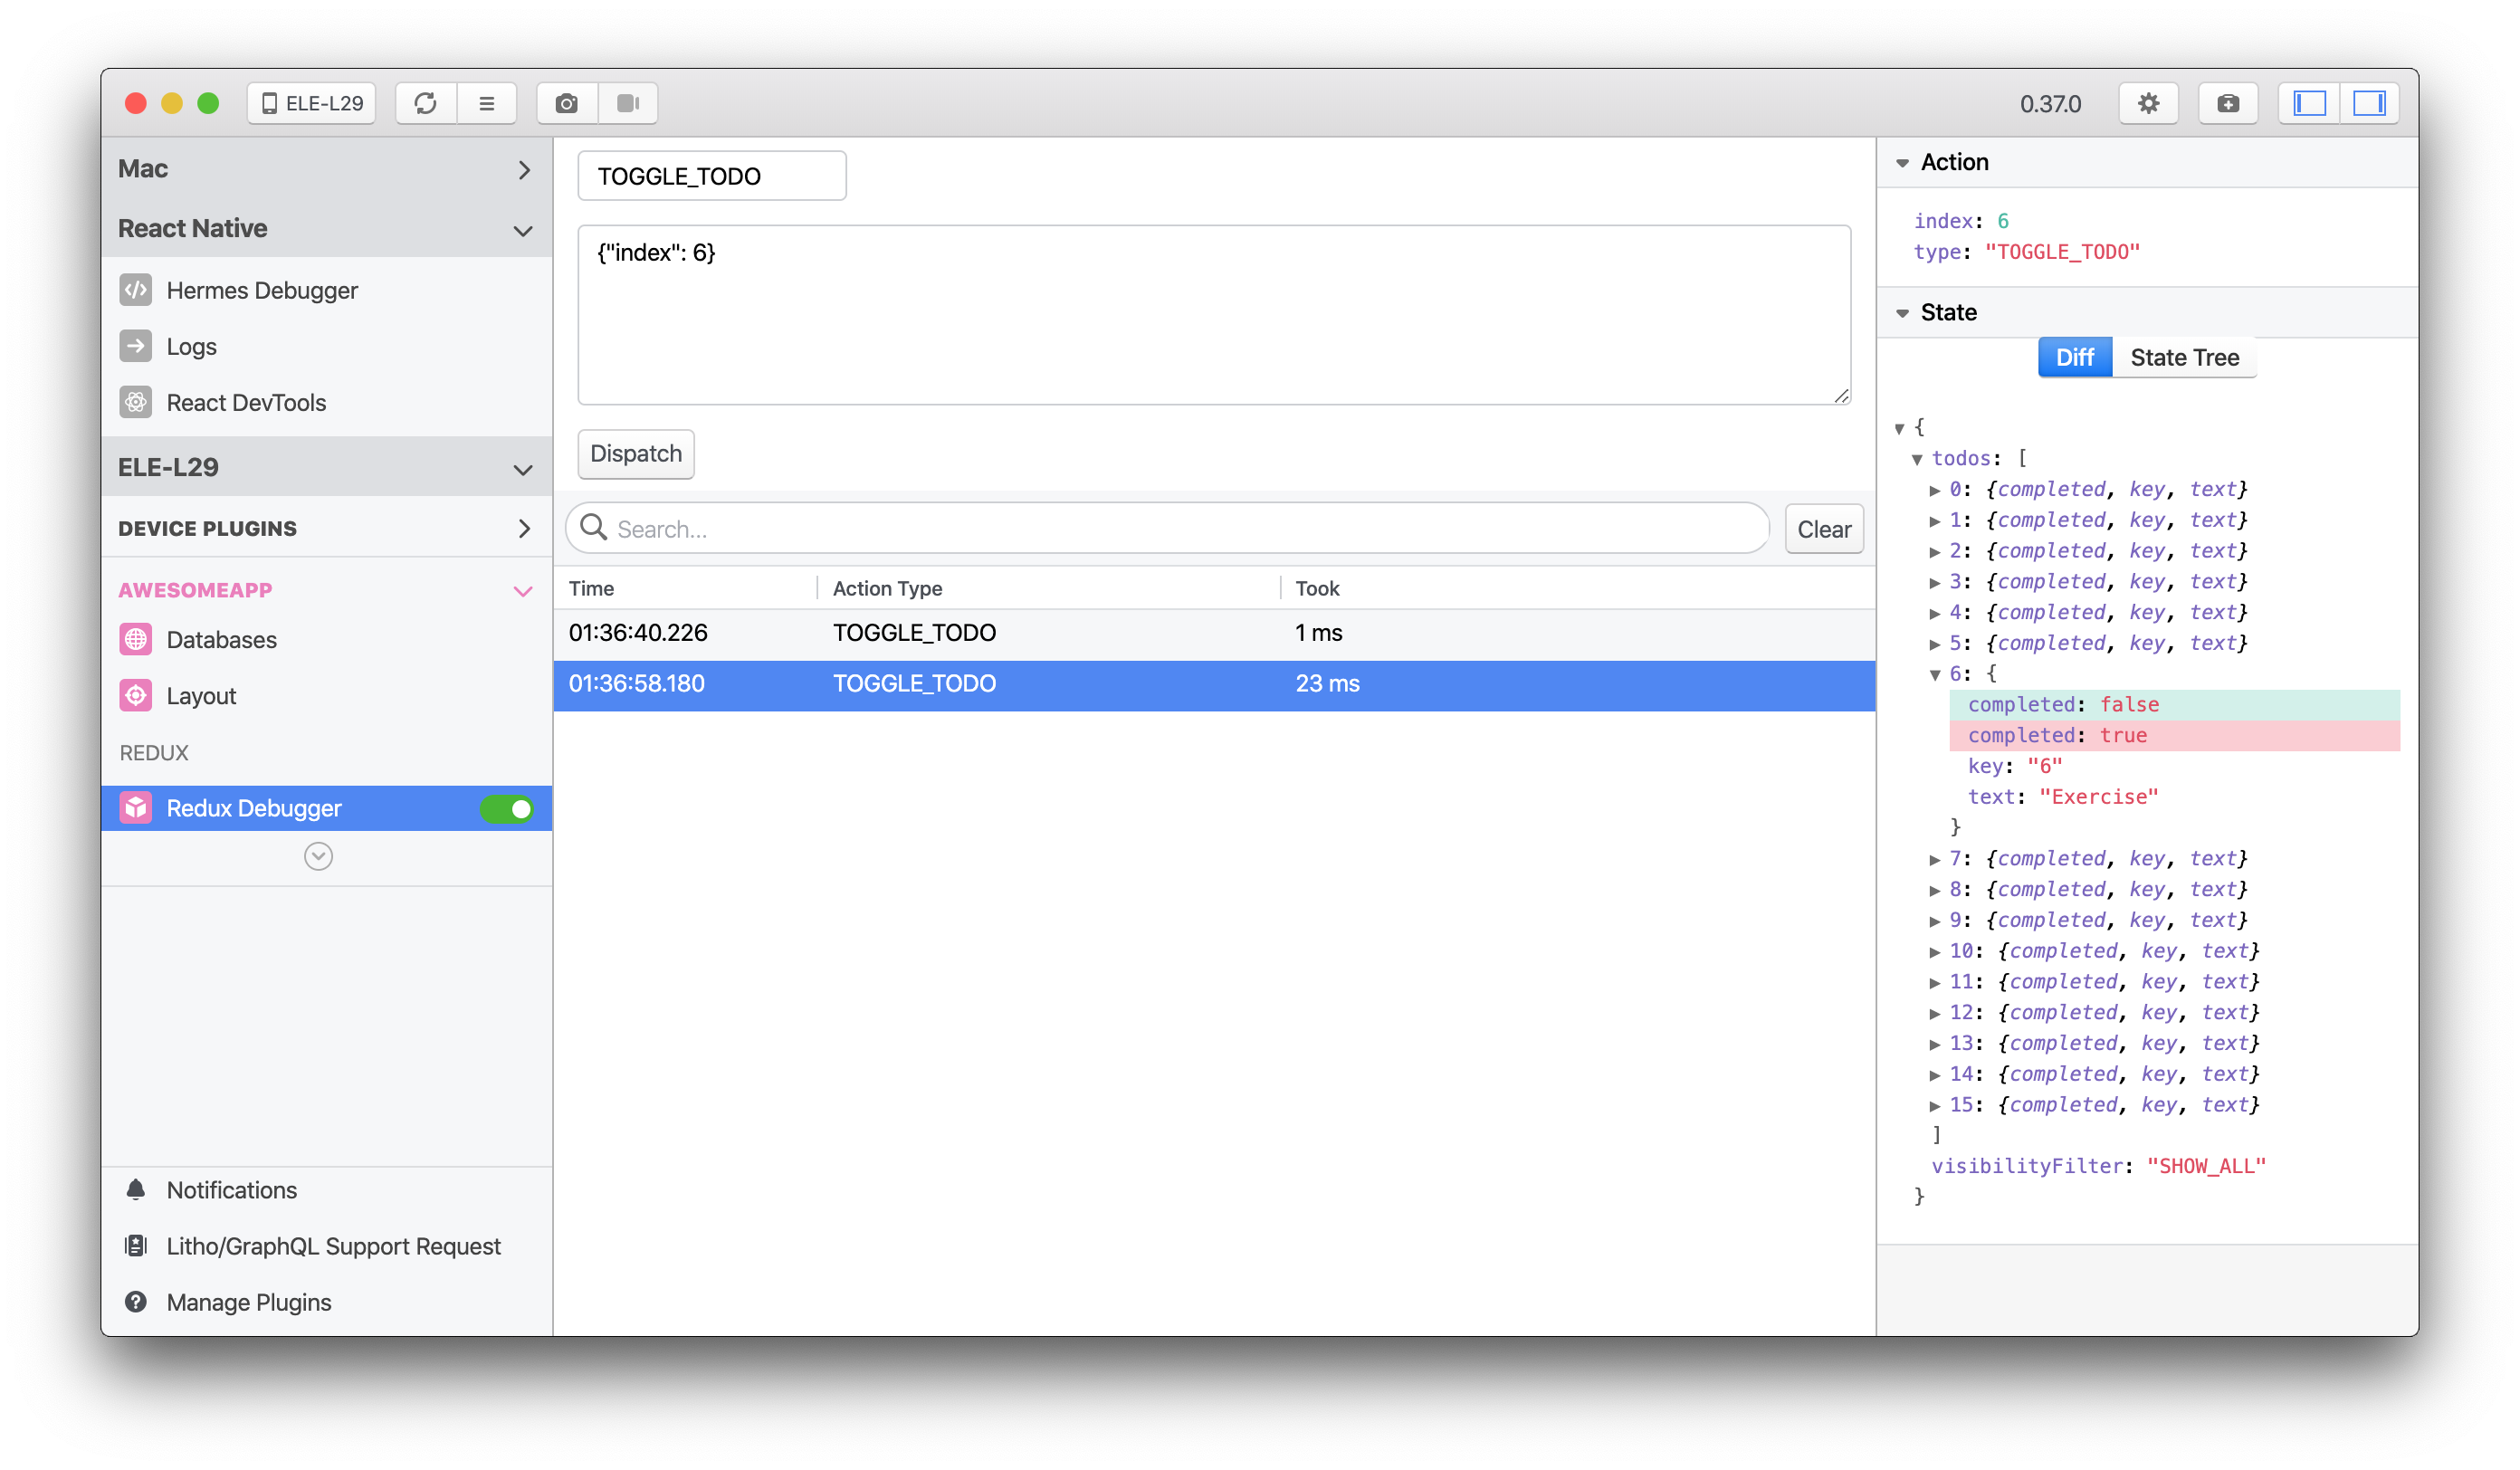 ELE-L29
0.37.0
Mac
React Native
Hermes Debugger
Logs
React DevTools
ELE-L29
DEVICE PLUGINS
AWESOMEAPP
Databases
Layout
REDUX
Redux Debugger
Notifications
Litho/GraphQL Support Request
Manage Plugins
TOGGLE_TODO
{"index": 6}
Dispatch
Search...
Clear
Time Action Type Took
01:36:40.226 TOGGLE_TODO 1 ms
01:36:58.180 TOGGLE_TODO 23 ms
Action
index: 6
type: "TOGGLE_TODO"
State
Diff State Tree
{
todos: [
0: {completed, key, text}
1: {completed, key, text}
2: {completed, key, text}
3: {completed, key, text}
4: {completed, key, text}
5: {completed, key, text}
6: {
completed: false
completed: true
key: "6"
text: "Exercise"
}
7: {completed, key, text}
8: {completed, key, text}
9: {completed, key, text}
10: {completed, key, text}
11: {completed, key, text}
12: {completed, key, text}
13: {completed, key, text}
14: {completed, key, text}
15: {completed, key, text}
]
visibilityFilter: "SHOW_ALL"
}